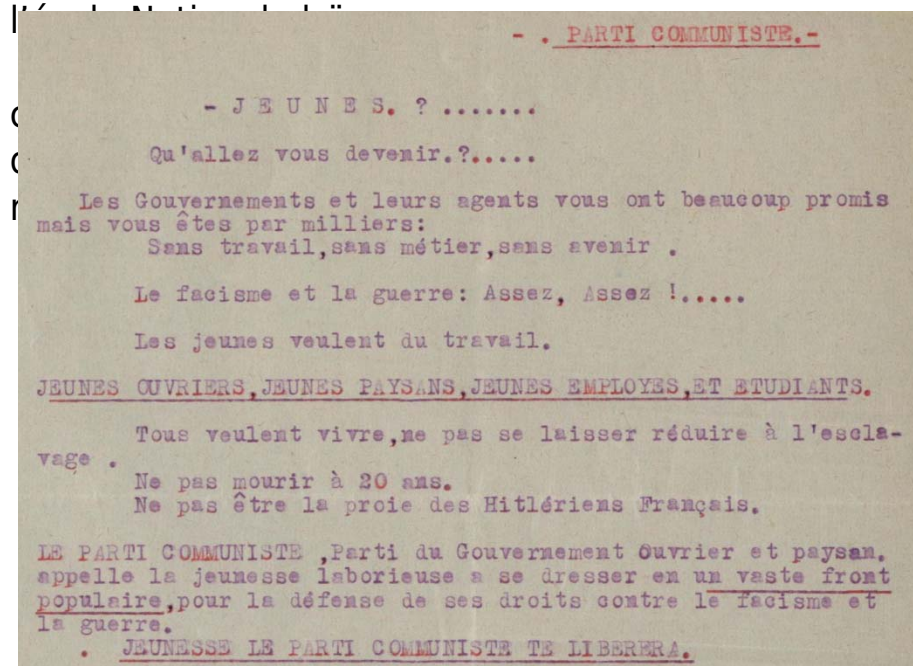 - . PARTI COMMUNISTE.-
- J E U N E S. ? .......
Qu'allez vous devenir.?.....
Les Gouvernements et leurs agents vous ont beaucoup promis
mais vous êtes par milliers:
Sans travail,sans métier,sans avenir .
Le facisme et la guerre: Assez, Assez !.....
Les jeunes veulent du travail.
JEUNES OUVRIERS,JEUNES PAYSANS,JEUNES EMPLOYES,ET ETUDIANTS.
Tous veulent vivre,ne pas se laisser réduire à l'escla-
vage .
Ne pas mourir à 20 ans.
Ne pas être la proie des Hitlériens Français.
LE PARTI COMMUNISTE ,Parti du Gouvernement Ouvrier et paysan.
appelle la jeunesse laborieuse a se dresser en un vaste front
populaire,pour la défense de ses droits contre le facisme et
la guerre.
. JEUNESSE LE PARTI COMMUNISTE TE LIBERERA.